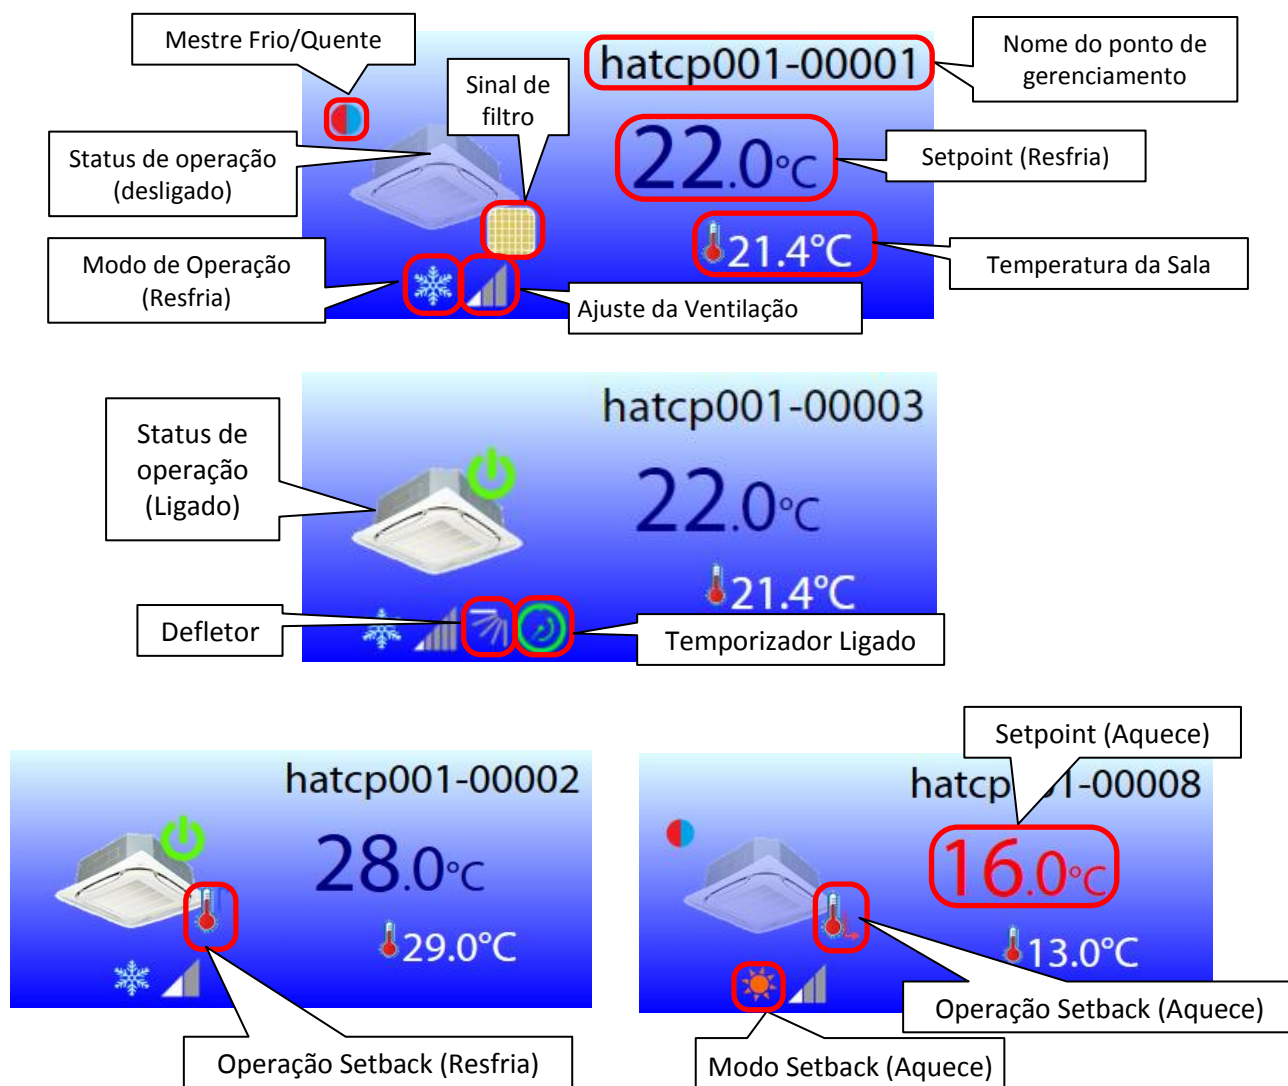 Mestre Frio/Quente
hatcp001-00001
Nome do ponto de
gerenciamento
Sinal de
filtro
Status de operação
(desligado)
22.0°C
Setpoint (Resfria)
21.4°C
Temperatura da Sala
Modo de Operação
(Resfria)
Ajuste da Ventilação
hatcp001-00003
Status de
operação
(Ligado)
22.0°C
21.4°C
Defletor
Temporizador Ligado
Setpoint (Aquece)
hatcp001-00002
28.0°C
29.0°C
Operação Setback (Resfria)
hatcp 01-00008
16.0°C
13.0°C
Operação Setback (Aquece)
Modo Setback (Aquece)